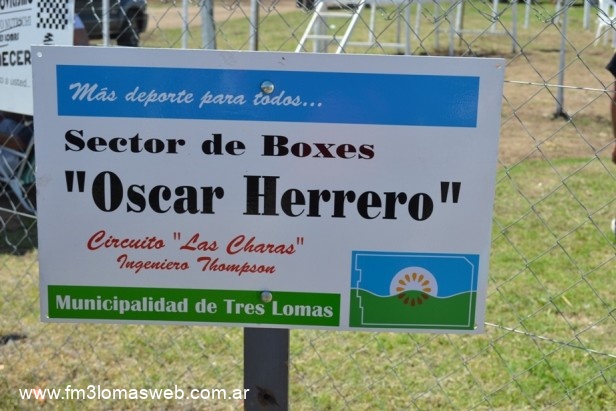 DECER
Más deporte para todos...
Sector de Boxes
"Oscar Herrero"
Circuito "Las Charas"
Ingeniero Thompson
Municipalidad de Tres Lomas
www.fm3lomasweb.com.ar